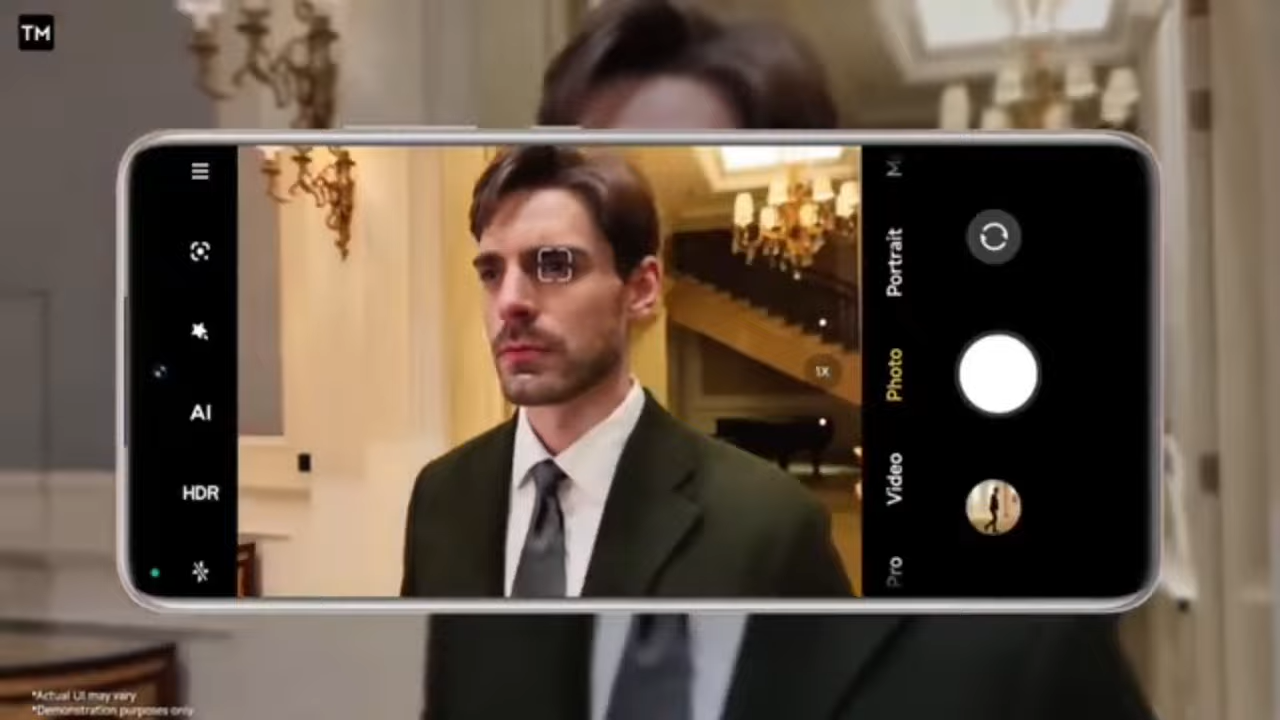 TM
AI
HDR
M
Portrait
1X
Photo
Video
Pro
*Actual UI may vary
*Demonstration purposes only